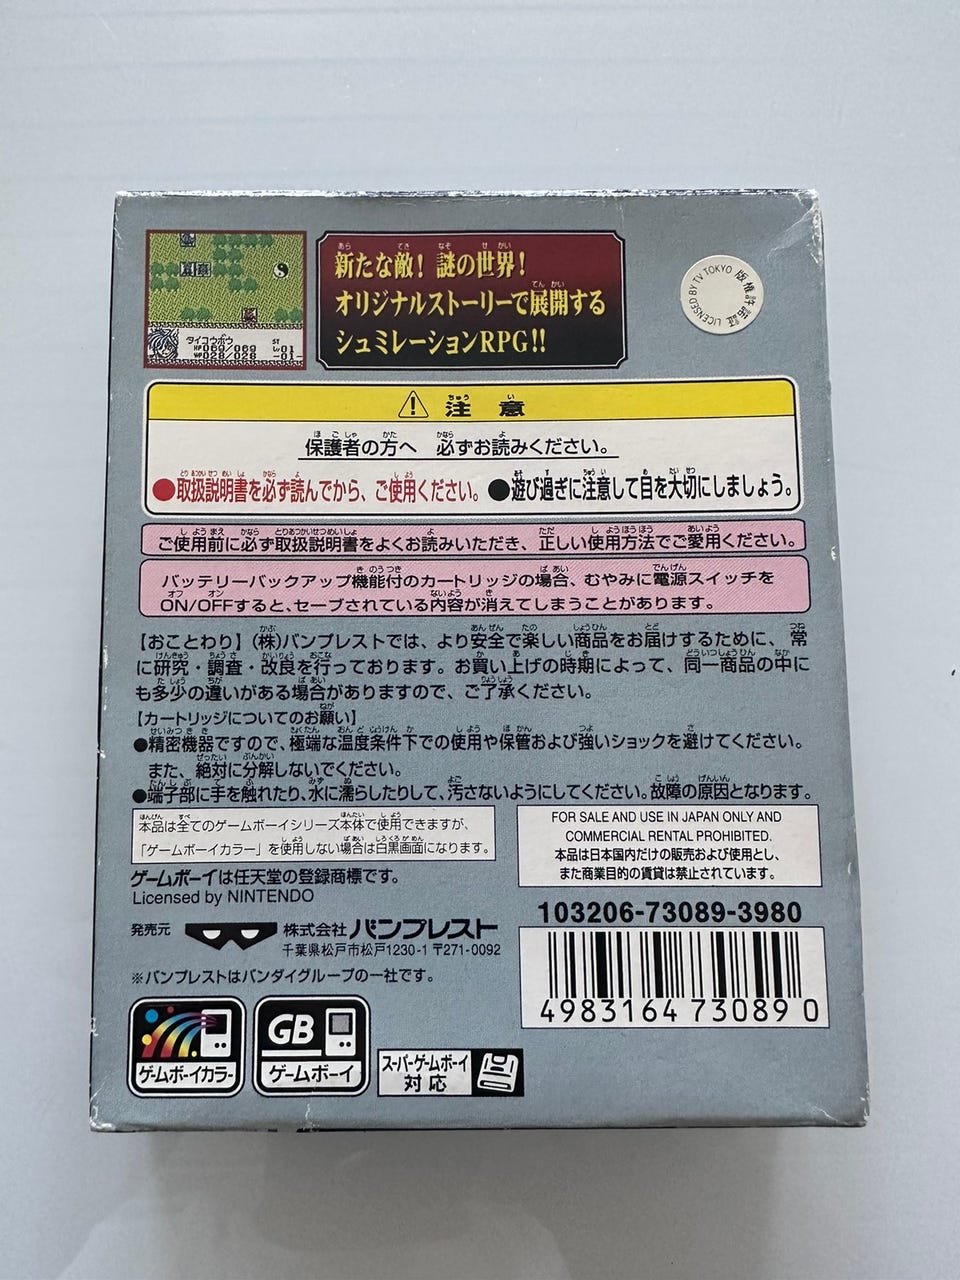 新たな敵！謎の世界！
オリジナルストーリーで展開する
シュミレーションRPG!!
LICENSED BY TV TOKYO 版権許諾証
タイコウボウ ST
HP069/069 LV01
WP028/028 -01-
注意
保護者の方へ 必ずお読みください。
●取扱説明書を必ず読んでから、ご使用ください。●遊び過ぎに注意して目を大切にしましょう。
ご使用前に必ず取扱説明書をよくお読みいただき、正しい使用方法でご愛用ください。
バッテリーバックアップ機能付のカートリッジの場合、むやみに電源スイッチを
ON/OFFすると、セーブされている内容が消えてしまうことがあります。
【おことわり】(株)バンプレストでは、より安全で楽しい商品をお届けするために、常
に研究・調査・改良を行っております。お買い上げの時期によって、同一商品の中に
も多少の違いがある場合がありますので、ご了承ください。
【カートリッジについてのお願い】
●精密機器ですので、極端な温度条件下での使用や保管および強いショックを避けてください。
また、絶対に分解しないでください。
●端子部に手を触れたり、水に濡らしたりして、汚さないようにしてください。故障の原因となります。
本品は全てのゲームボーイシリーズ本体で使用できますが、
「ゲームボーイカラー」を使用しない場合は白黒画面になります。
FOR SALE AND USE IN JAPAN ONLY AND
COMMERCIAL RENTAL PROHIBITED.
本品は日本国内だけの販売および使用とし、
また商業目的の賃貸は禁止されています。
ゲームボーイは任天堂の登録商標です。
Licensed by NINTENDO
発売元 株式会社バンプレスト
千葉県松戸市松戸1230-1 〒271-0092
※バンプレストはバンダイグループの一社です。
103206-73089-3980
4983164730890
ゲームボーイカラー
GB
ゲームボーイ
スーパーゲームボーイ
対応